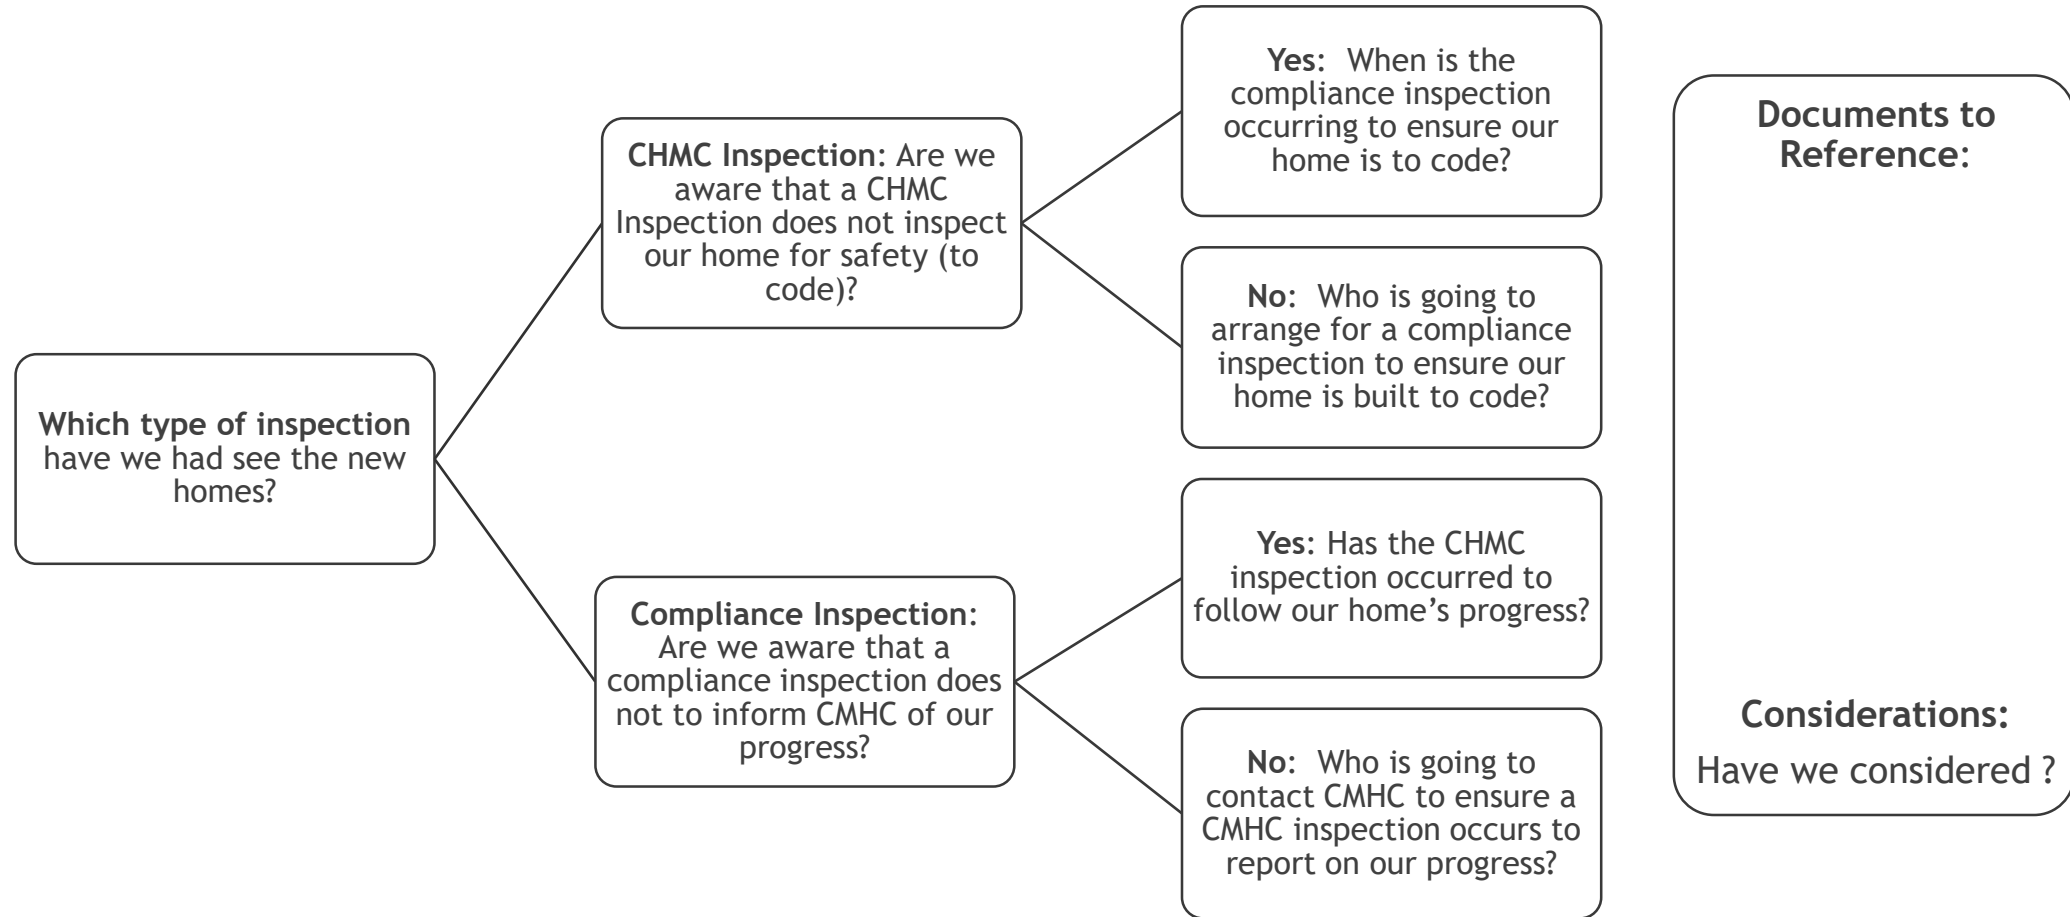 Which type of inspection
have we had see the new
homes?
CHMC Inspection: Are we
aware that a CHMC
Inspection does not inspect
our home for safety (to
code)?
Yes:  When is the
compliance inspection
occurring to ensure our
home is to code?
No:  Who is going to
arrange for a compliance
inspection to ensure our
home is built to code?
Compliance Inspection:
Are we aware that a
compliance inspection does
not to inform CMHC of our
progress?
Yes: Has the CHMC
inspection occurred to
follow our home’s progress?
No:  Who is going to
contact CMHC to ensure a
CMHC inspection occurs to
report on our progress?
Documents to
Reference:
Considerations:
Have we considered ?